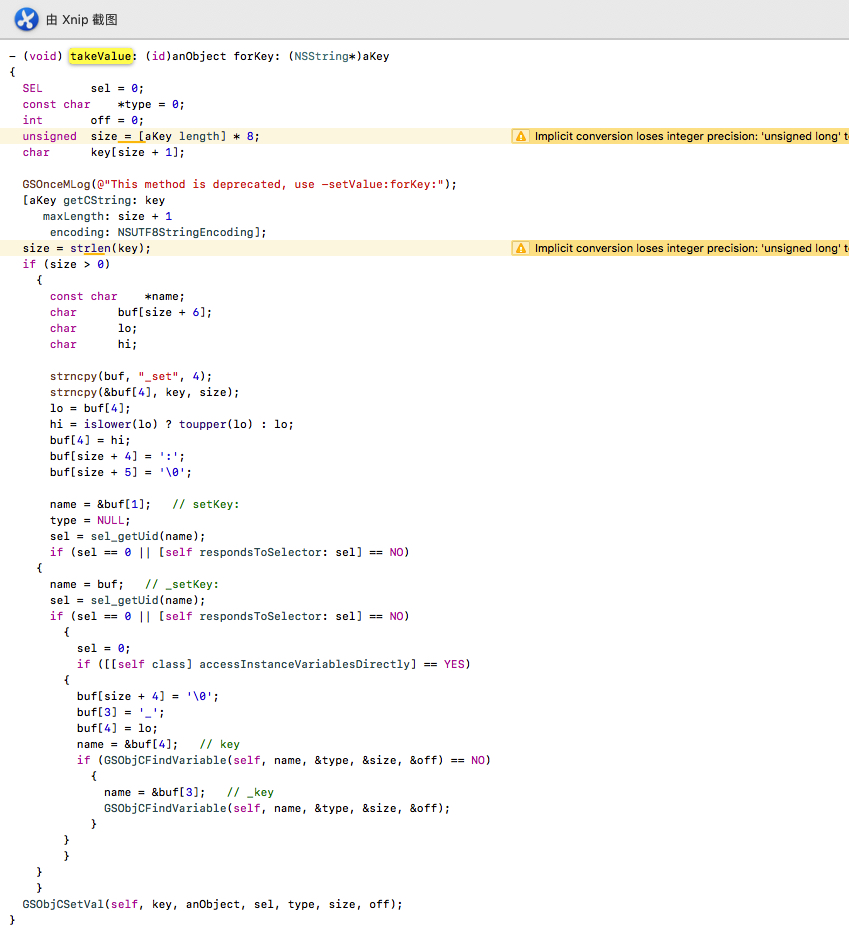 由 Xnip 截图
- (void) takeValue: (id)anObject forKey: (NSString*)aKey
{
  SEL       sel = 0;
  const char    *type = 0;
  int       off = 0;
  unsigned  size = [aKey length] * 8;    Implicit conversion loses integer precision: 'unsigned long' t
  char      key[size + 1];
  GSOnceMLog(@"This method is deprecated, use -setValue:forKey:");
  [aKey getCString: key
     maxLength: size + 1
      encoding: NSUTF8StringEncoding];
  size = strlen(key);    Implicit conversion loses integer precision: 'unsigned long' t
  if (size > 0)
    {
      const char    *name;
      char      buf[size + 6];
      char      lo;
      char      hi;
      strncpy(buf, "_set", 4);
      strncpy(&buf[4], key, size);
      lo = buf[4];
      hi = islower(lo) ? toupper(lo) : lo;
      buf[4] = hi;
      buf[size + 4] = ':';
      buf[size + 5] = '\0';
      name = &buf[1];   // setKey:
      type = NULL;
      sel = sel_getUid(name);
      if (sel == 0 || [self respondsToSelector: sel] == NO)
    {
      name = buf;   // _setKey:
      sel = sel_getUid(name);
      if (sel == 0 || [self respondsToSelector: sel] == NO)
        {
          sel = 0;
          if ([[self class] accessInstanceVariablesDirectly] == YES)
        {
          buf[size + 4] = '\0';
          buf[3] = '_';
          buf[4] = lo;
          name = &buf[4];   // key
          if (GSObjCFindVariable(self, name, &type, &size, &off) == NO)
            {
              name = &buf[3];   // _key
              GSObjCFindVariable(self, name, &type, &size, &off);
            }
        }
        }
    }
    }
  GSObjCSetVal(self, key, anObject, sel, type, size, off);
}